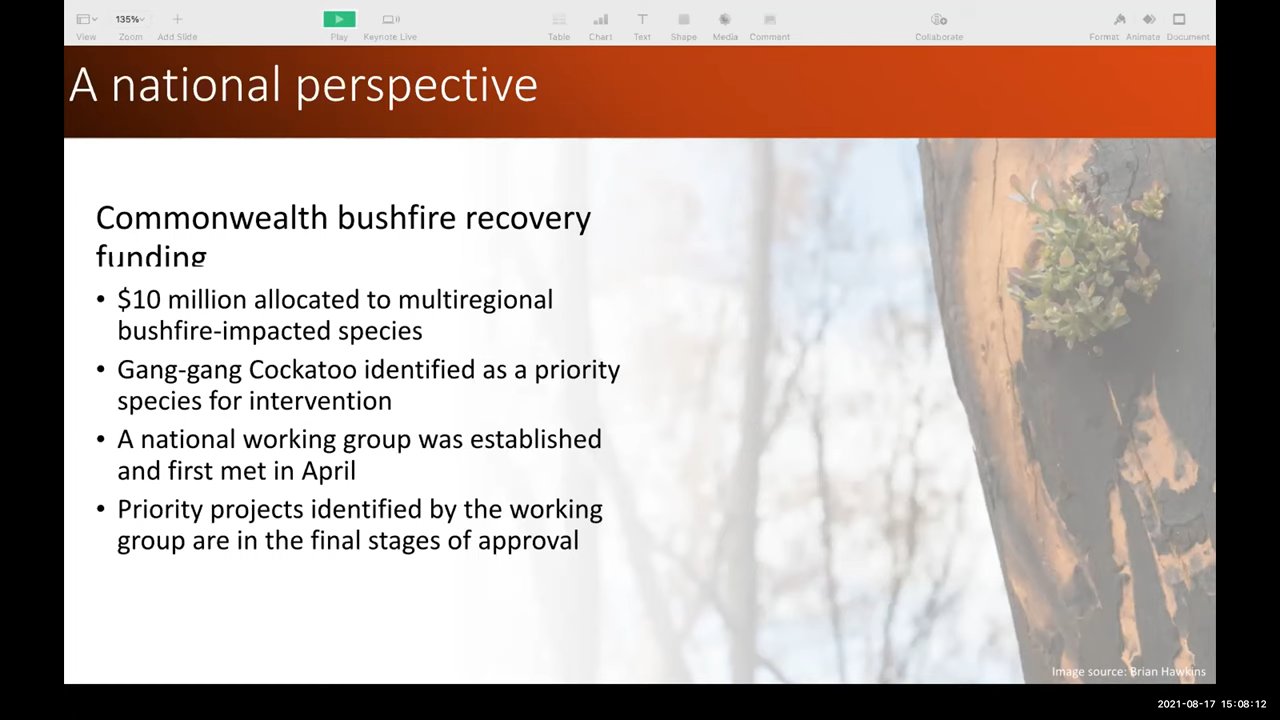 135%
View
Zoom
Add Slide
Play
Keynote Live
Table
Chart
Text
Shape
Media
Comment
Collaborate
Format
Animate
Document
A national perspective
Commonwealth bushfire recovery
funding
• $10 million allocated to multiregional
bushfire-impacted species
• Gang-gang Cockatoo identified as a priority
species for intervention
• A national working group was established
and first met in April
• Priority projects identified by the working
group are in the final stages of approval
Image source: Brian Hawkins
2021-08-17 15:08:12